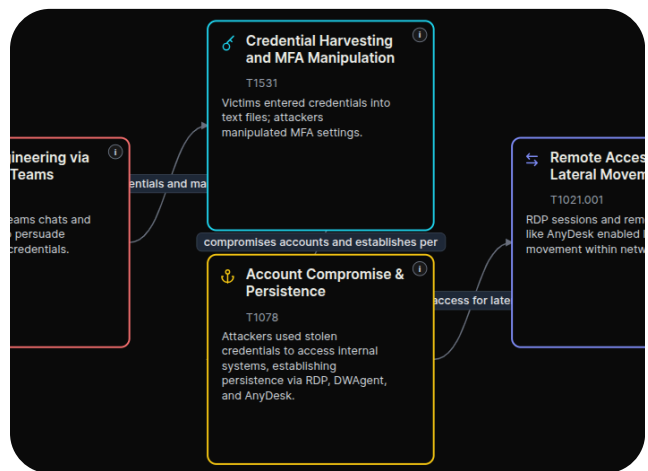 Credential Harvesting
and MFA Manipulation
T1531
Victims entered credentials into
text files; attackers
manipulated MFA settings.
ineering via
Teams
eams chats and
persuade
credentials.
entials and ma
compromises accounts and establishes per
Account Compromise &
Persistence
T1078
Attackers used stolen
credentials to access internal
systems, establishing
persistence via RDP, DWAgent,
and AnyDesk.
access for late
Remote Acces
Lateral Movem
T1021.001
RDP sessions and rem
like AnyDesk enabled l
movement within netw